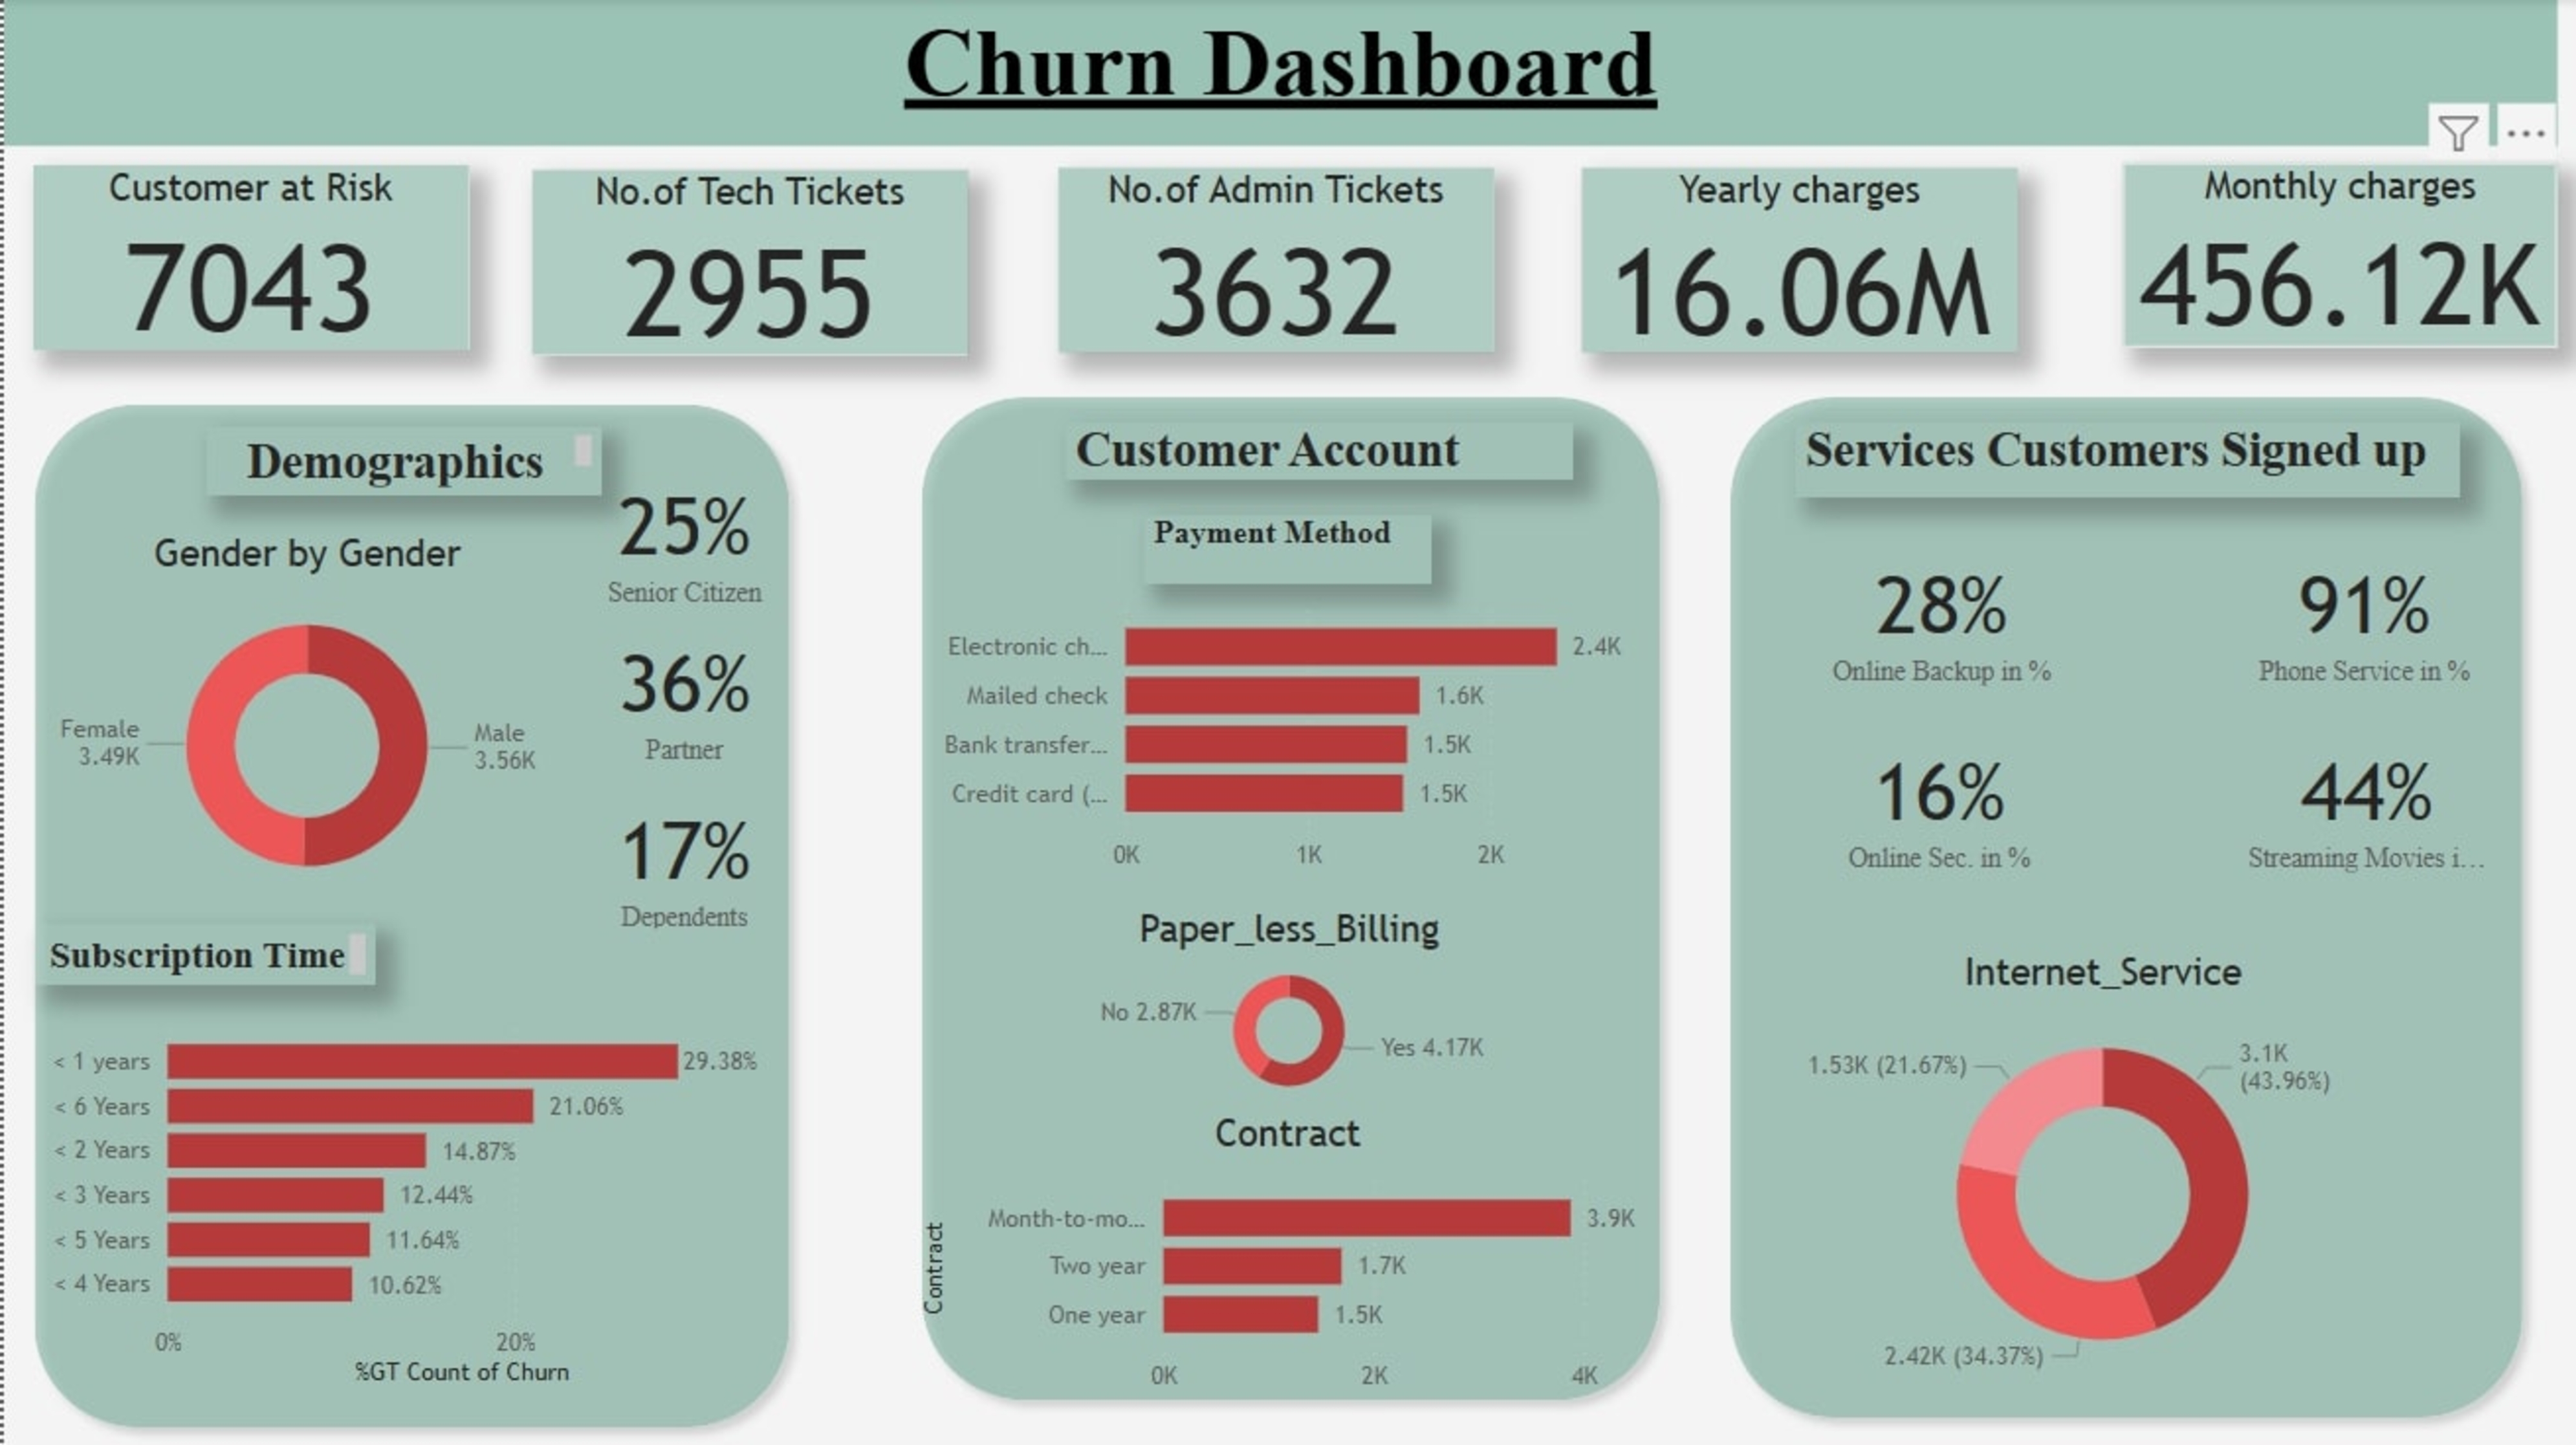 Churn Dashboard
Customer at Risk
7043
No.of Tech Tickets
2955
No.of Admin Tickets
3632
Yearly charges
16.06M
Monthly charges
456.12K
Demographics
25%
Senior Citizen
36%
Partner
17%
Dependents
Gender by Gender
Female
3.49K
Male
3.56K
Subscription Time
< 1 years
29.38%
< 6 Years
21.06%
< 2 Years
14.87%
< 3 Years
12.44%
< 5 Years
11.64%
< 4 Years
10.62%
0%
20%
%GT Count of Churn
Customer Account
Payment Method
Electronic ch...
2.4K
Mailed check
1.6K
Bank transfer...
1.5K
Credit card (...
1.5K
0K
1K
2K
Paper_less_Billing
No 2.87K
Yes 4.17K
Contract
Contract
Month-to-mo...
3.9K
Two year
1.7K
One year
1.5K
0K
2K
4K
Services Customers Signed up
28%
Online Backup in %
91%
Phone Service in %
16%
Online Sec. in %
44%
Streaming Movies i...
Internet_Service
1.53K (21.67%)
3.1K
(43.96%)
2.42K (34.37%)